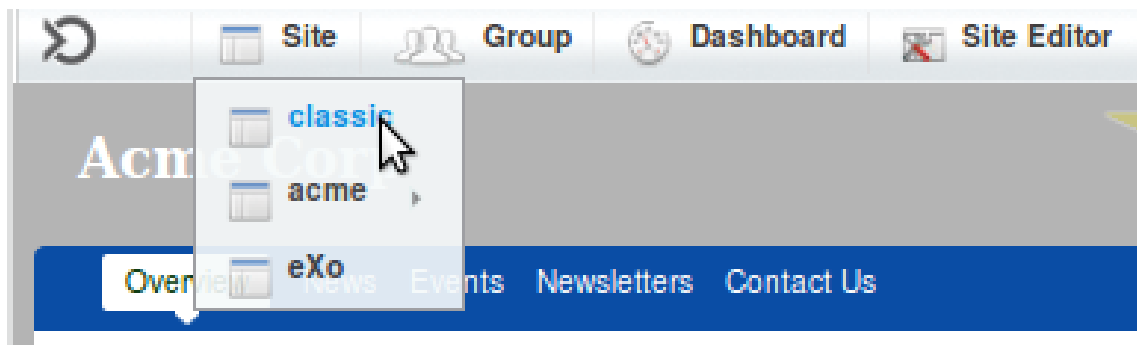 Site Group Dashboard Site Editor
classic
Acme Corp
acme
eXo
Overview News Events Newsletters Contact Us